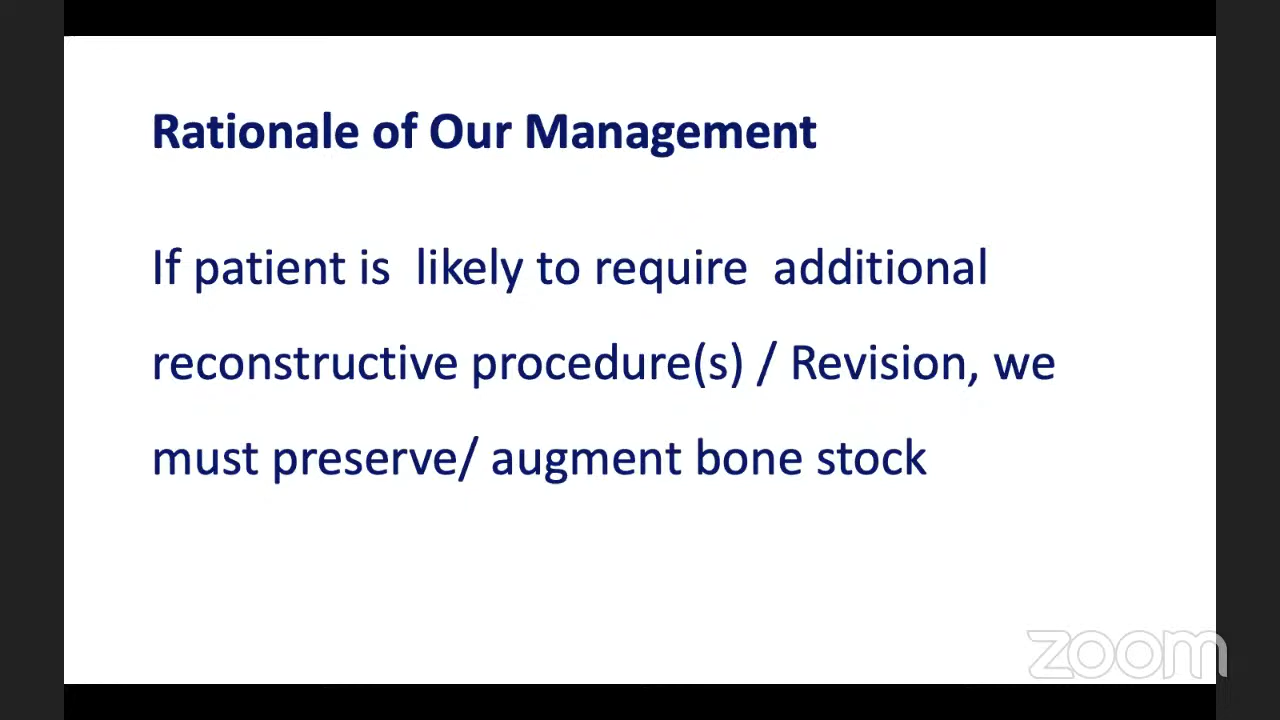 Rationale of Our Management
If patient is  likely to require  additional
reconstructive procedure(s) / Revision, we
must preserve/ augment bone stock
zoom